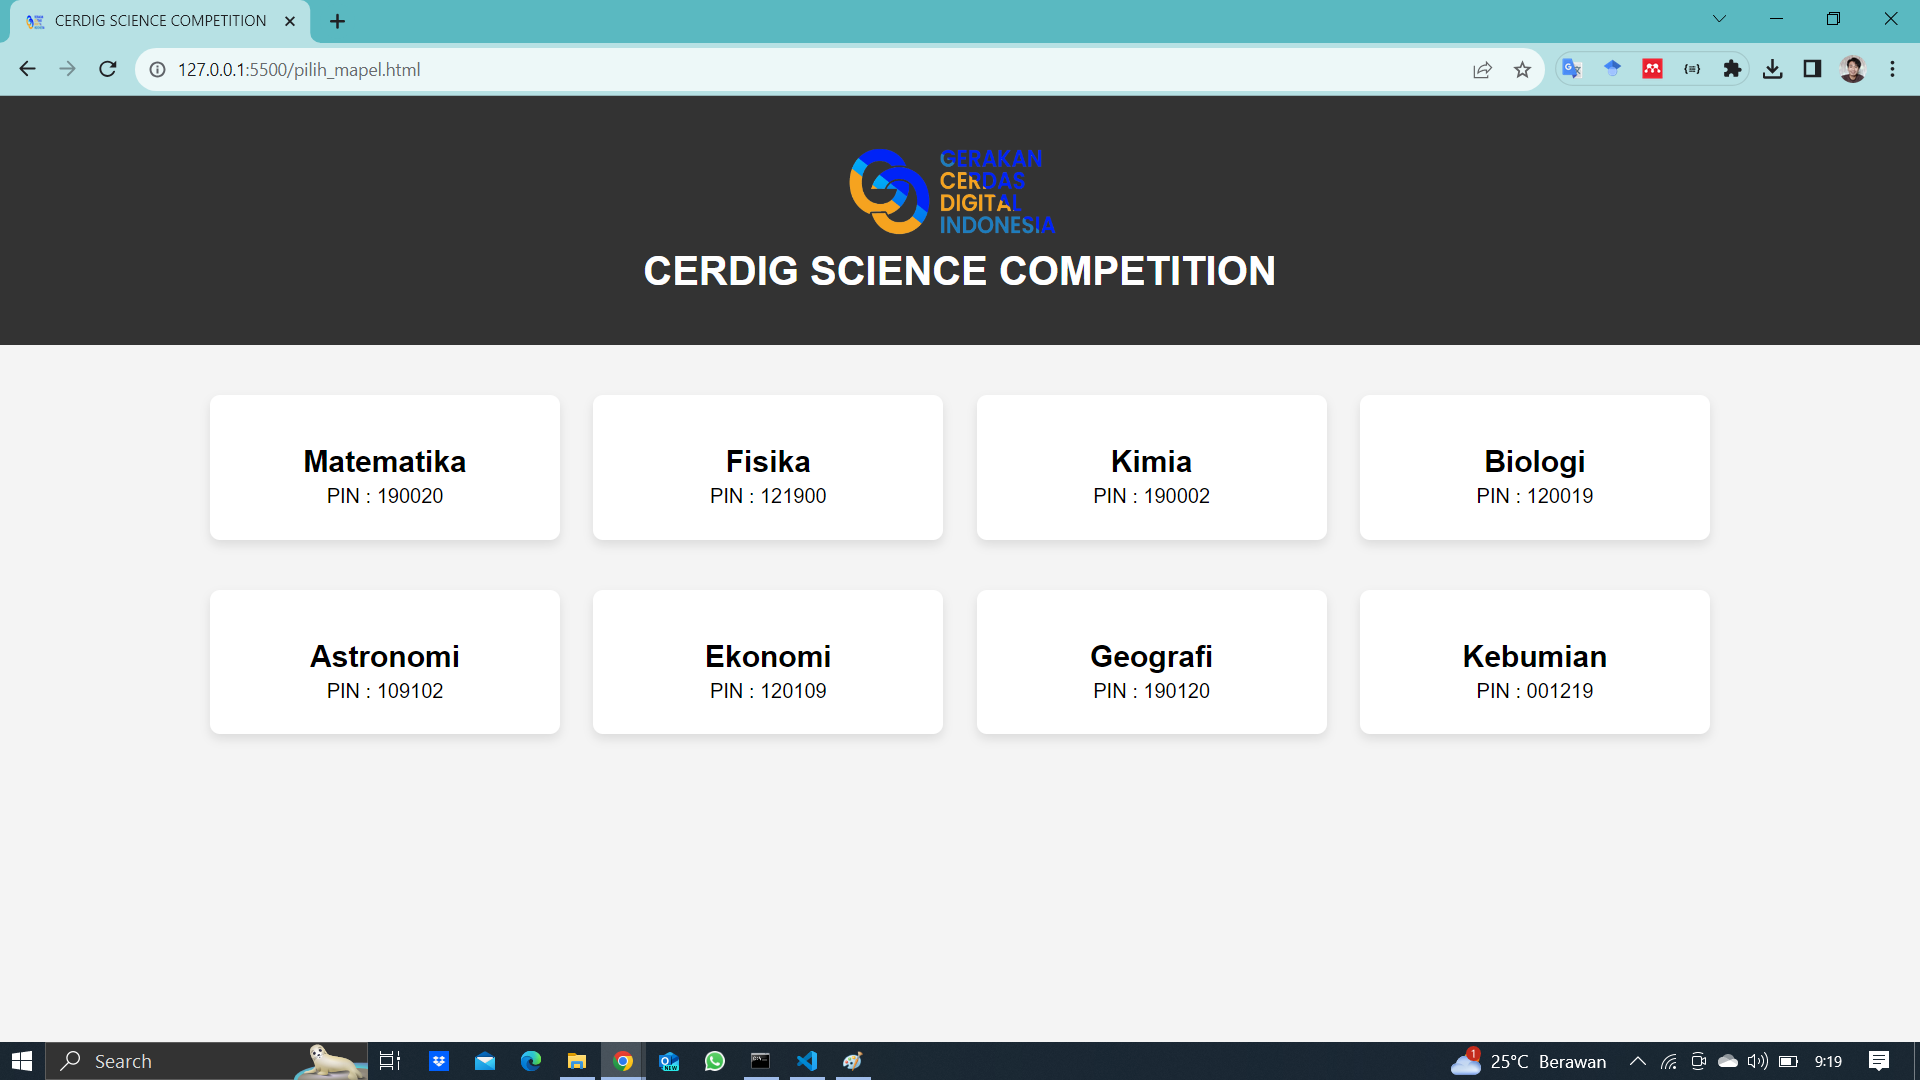 CERDIG SCIENCE COMPETITION
127.0.0.1:5500/pilih_mapel.html
GERAKAN
CERDAS
DIGITAL
INDONESIA
CERDIG SCIENCE COMPETITION
Matematika
PIN : 190020
Fisika
PIN : 121900
Kimia
PIN : 190002
Biologi
PIN : 120019
Astronomi
PIN : 109102
Ekonomi
PIN : 120109
Geografi
PIN : 190120
Kebumian
PIN : 001219
Search
1
25°C Berawan
9:19